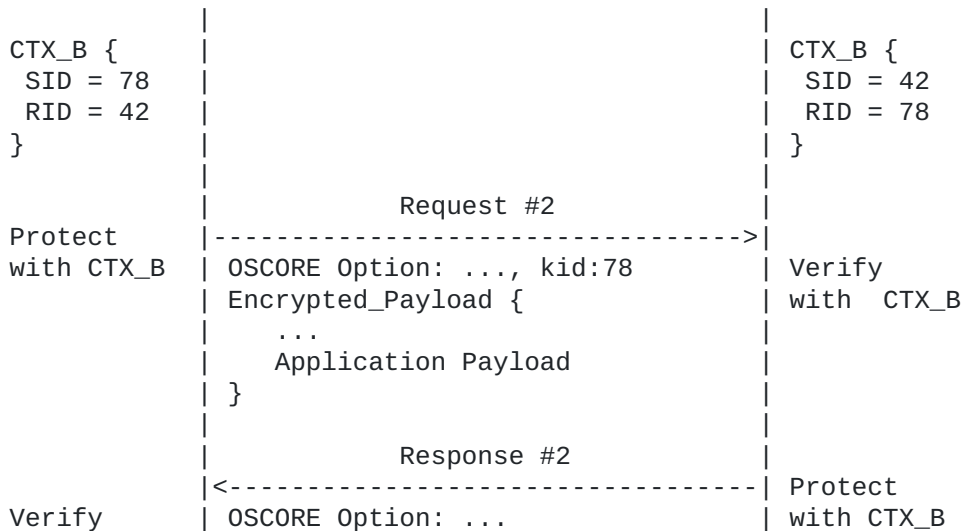 |                                   |
CTX_B {          |                                   | CTX_B {
 SID = 78        |                                   |  SID = 42
 RID = 42        |                                   |  RID = 78
}                |                                   | }
                 |                                   |
                 |            Request #2             |
Protect          |---------------------------------->|
with CTX_B       | OSCORE Option: ..., kid:78        | Verify
                 | Encrypted_Payload {               | with  CTX_B
                 |    ...                            |
                 |    Application Payload            |
                 | }                                 |
                 |                                   |
                 |            Response #2            |
                 |<----------------------------------| Protect
Verify           | OSCORE Option: ...                | with CTX_B